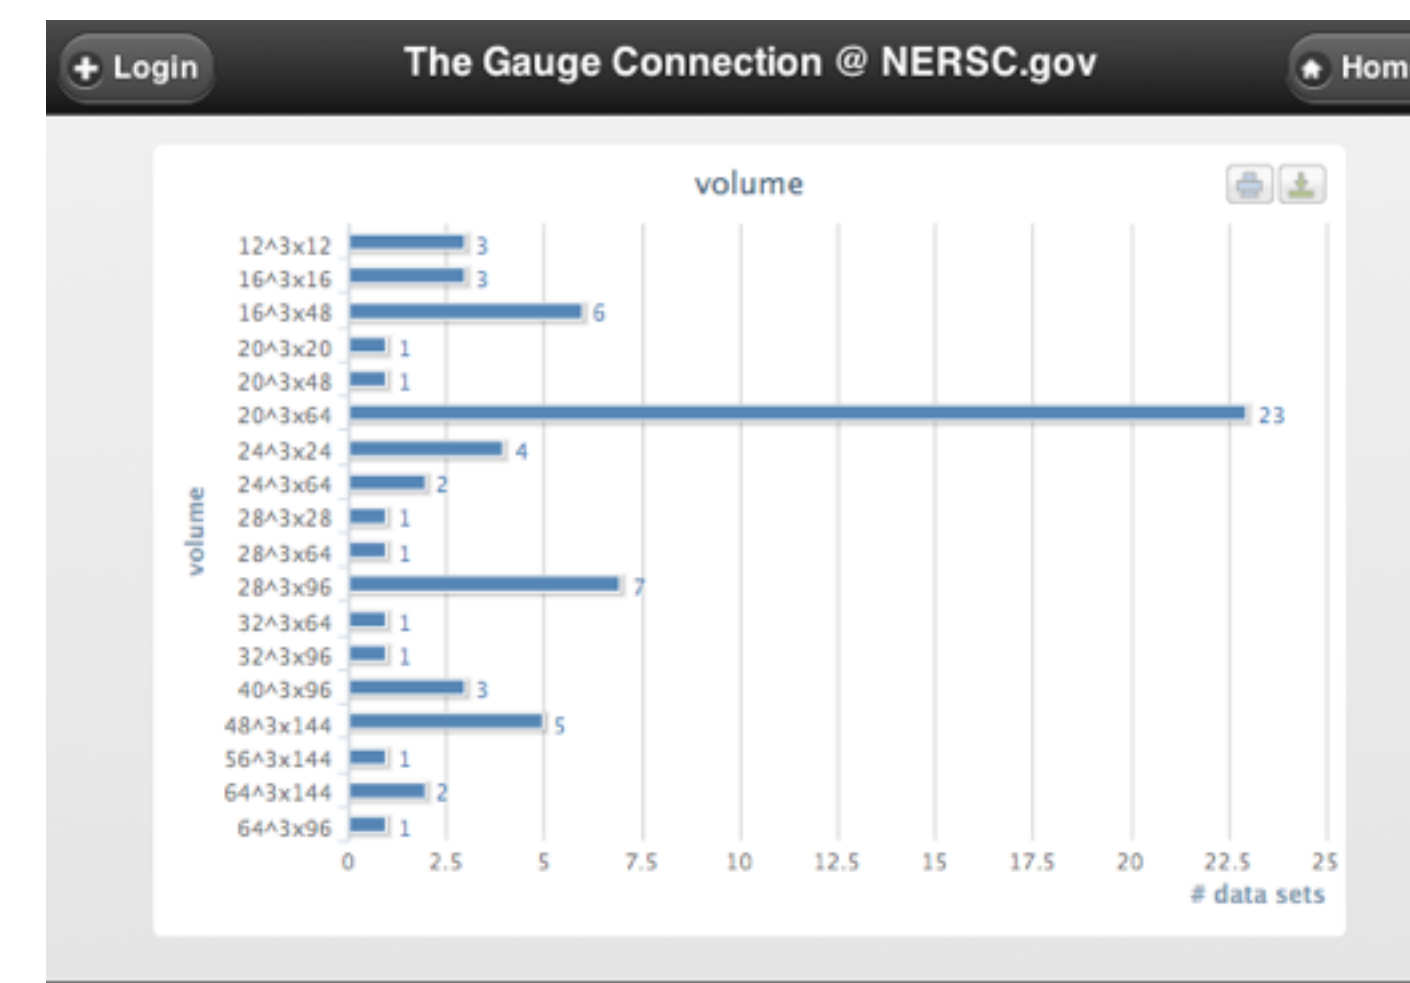 Login The Gauge Connection @ NERSC.gov Hom
volume
12^3x12 3
16^3x16 3
16^3x48 6
20^3x20 1
20^3x48 1
20^3x64 23
24^3x24 4
24^3x64 2
28^3x28 1
28^3x64 1
28^3x96 7
32^3x64 1
32^3x96 1
40^3x96 3
48^3x144 5
56^3x144 1
64^3x144 2
64^3x96 1
volume
0 2.5 5 7.5 10 12.5 15 17.5 20 22.5 25
# data sets